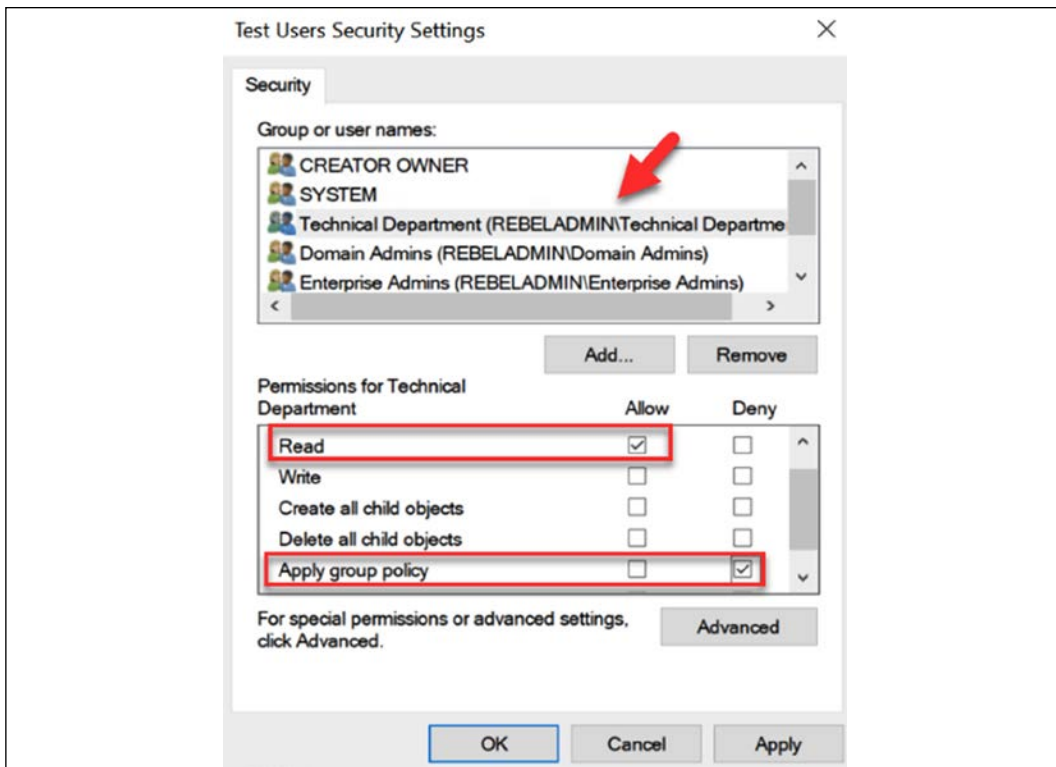 Test Users Security Settings
Security
Group or user names:
CREATOR OWNER
SYSTEM
Technical Department (REBELADMIN\Technical Departme
Domain Admins (REBELADMIN\Domain Admins)
Enterprise Admins (REBELADMIN\Enterprise Admins)
Add... Remove
Permissions for Technical
Department Allow Deny
Read
Write
Create all child objects
Delete all child objects
Apply group policy
For special permissions or advanced settings,
click Advanced.
Advanced
OK Cancel Apply